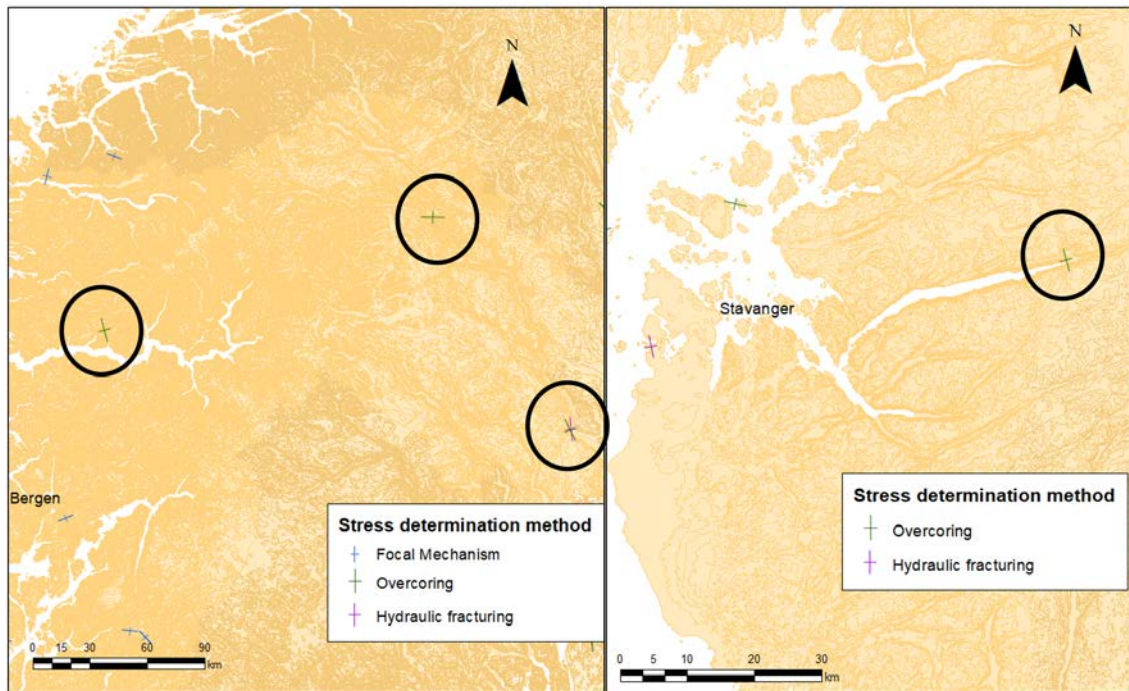 N
Bergen
Stress determination method
Focal Mechanism
Overcoring
Hydraulic fracturing
0 15 30 60 90
km
N
Stavanger
Stress determination method
Overcoring
Hydraulic fracturing
0 5 10 20 30
km